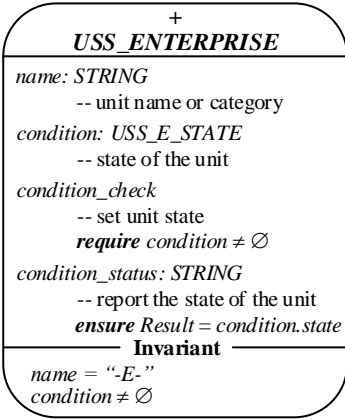 +
USS_ENTERPRISE
name: STRING
-- unit name or category
condition: USS_E_STATE
-- state of the unit
condition_check
-- set unit state
require condition ≠ ∅
condition_status: STRING
-- report the state of the unit
ensure Result = condition.state
Invariant
name = “-E-”
condition ≠ ∅